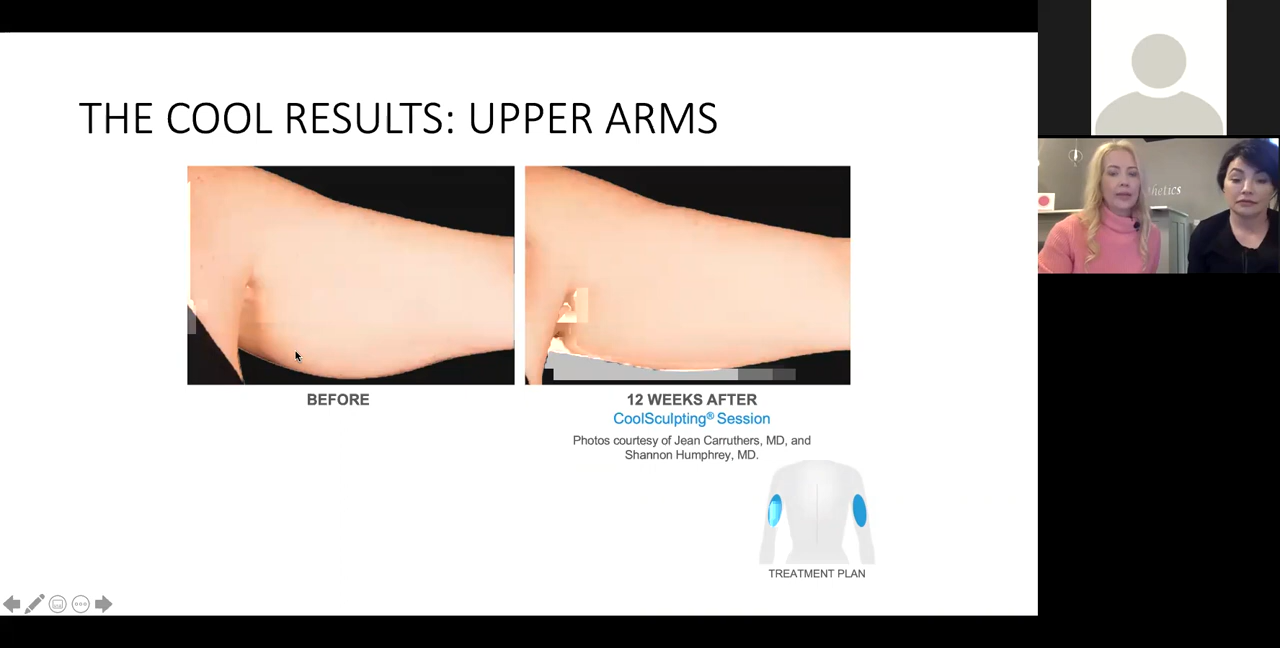 THE COOL RESULTS: UPPER ARMS
BEFORE
12 WEEKS AFTER
CoolSculpting® Session
Photos courtesy of Jean Carruthers, MD, and
Shannon Humphrey, MD.
TREATMENT PLAN